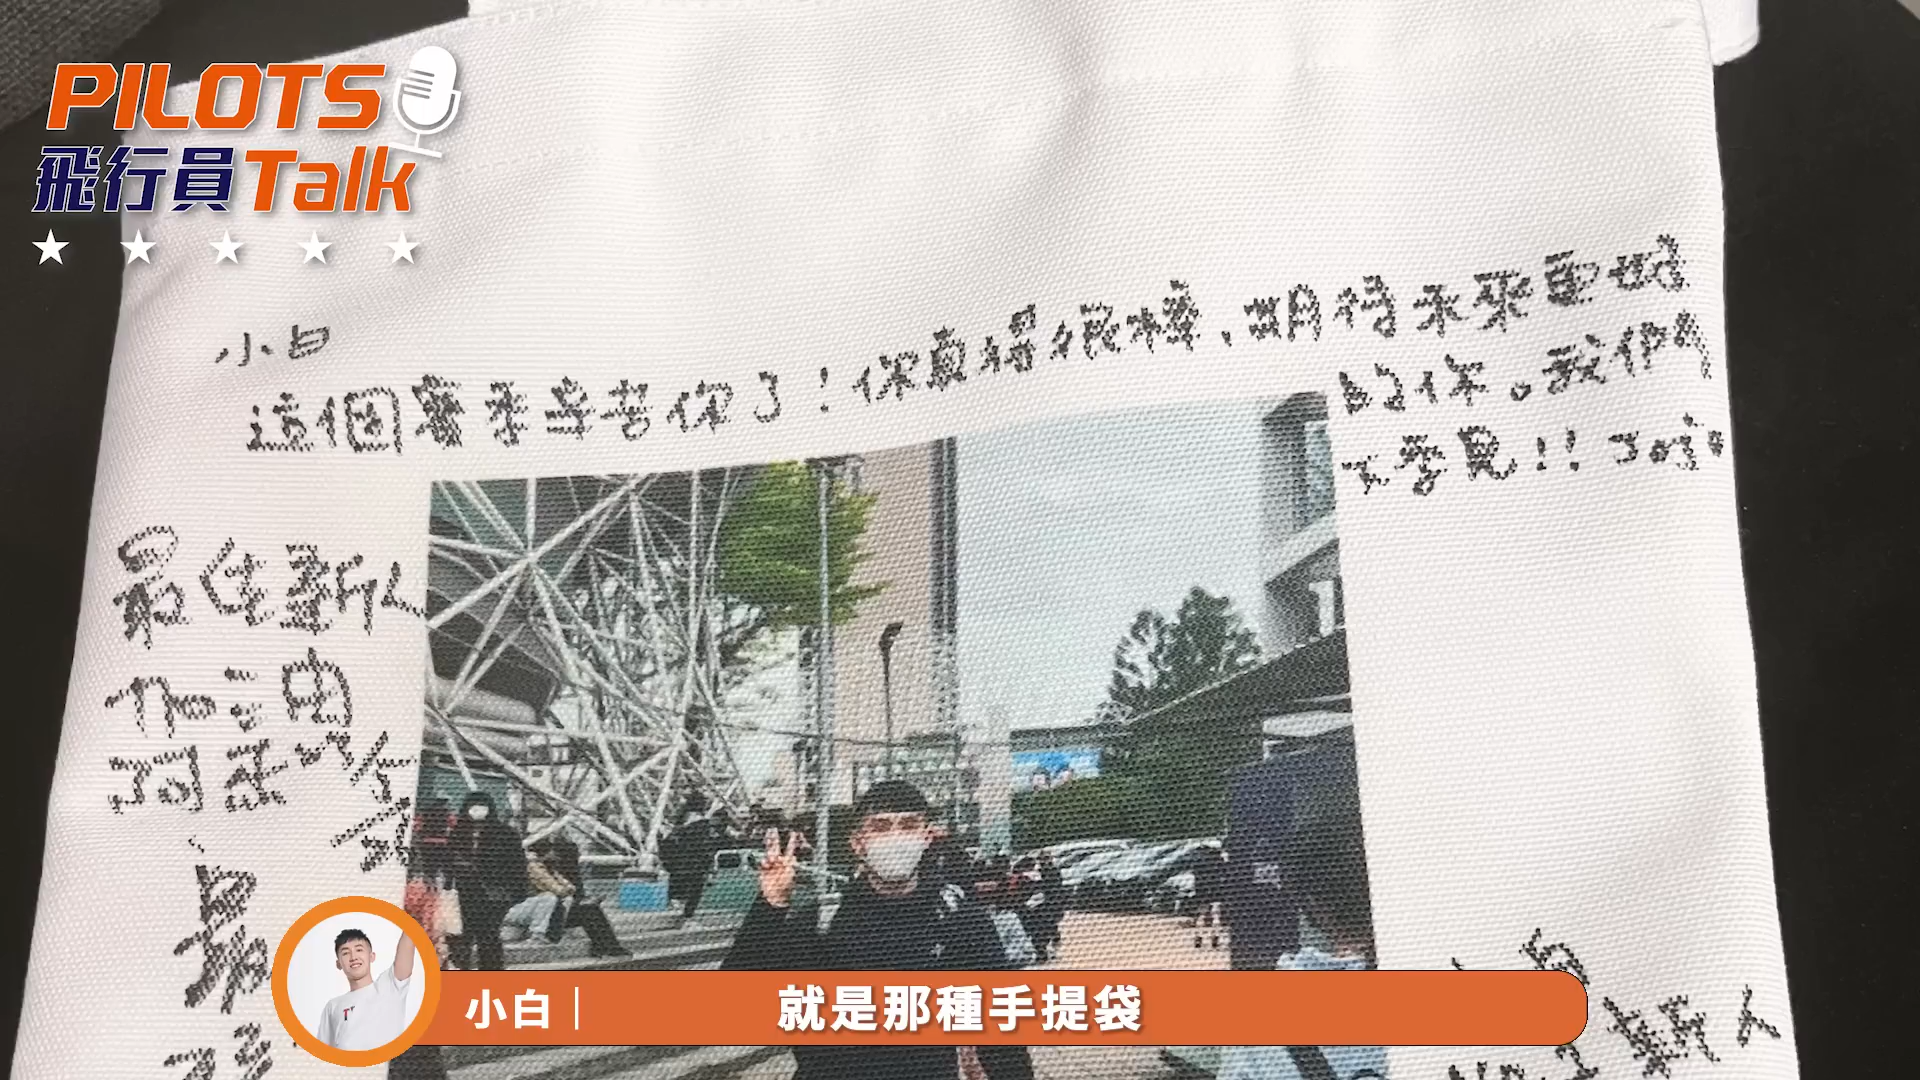 PILOTS
飛行員Talk
小白
這個賽季辛苦你了！你真得很棒，期待未來更好
的你。我們
下季見!!
最佳新人
加油
小白
就是那種手提袋
新人